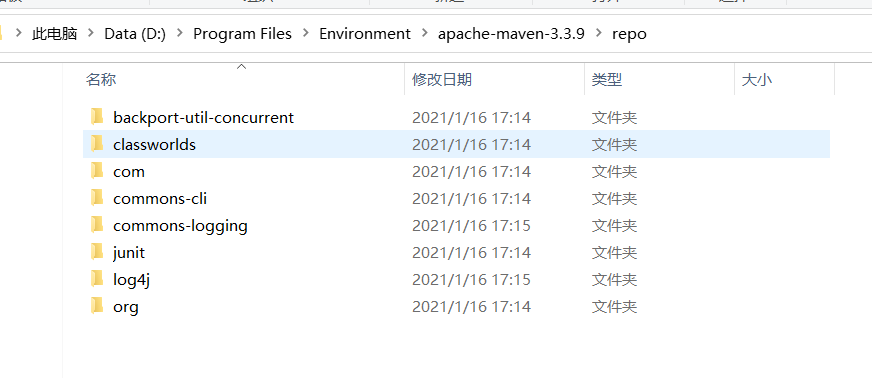 此电脑 > Data (D:) > Program Files > Environment > apache-maven-3.3.9 > repo
名称 修改日期 类型 大小
backport-util-concurrent 2021/1/16 17:14 文件夹
classworlds 2021/1/16 17:14 文件夹
com 2021/1/16 17:14 文件夹
commons-cli 2021/1/16 17:14 文件夹
commons-logging 2021/1/16 17:15 文件夹
junit 2021/1/16 17:14 文件夹
log4j 2021/1/16 17:15 文件夹
org 2021/1/16 17:14 文件夹